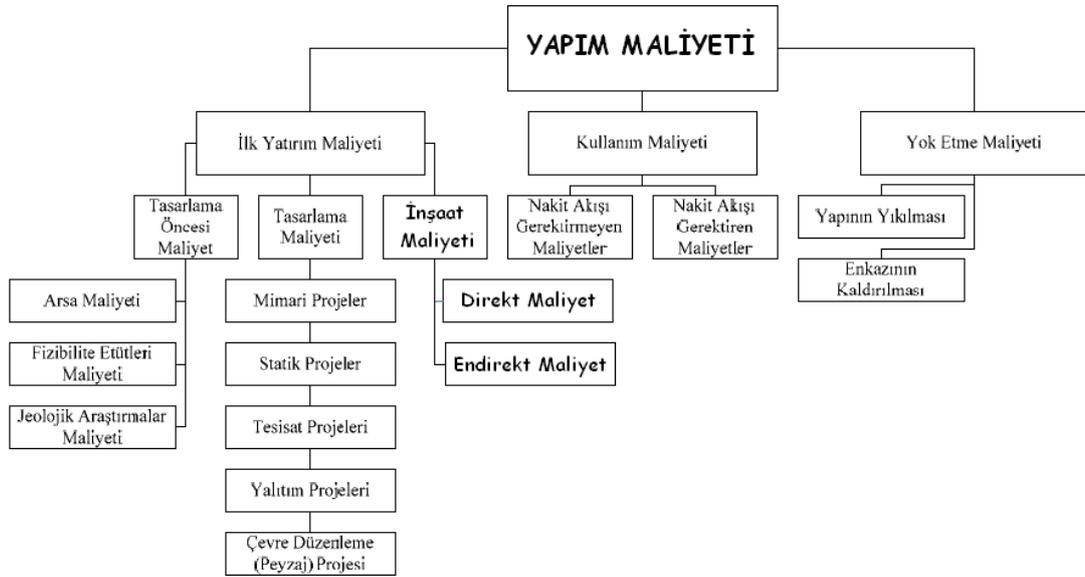 YAPIM MALİYETİ
İlk Yatırım Maliyeti
Kullanım Maliyeti
Yok Etme Maliyeti
Tasarlama
Öncesi
Maliyet
Tasarlama
Maliyeti
İnşaat
Maliyeti
Nakit Akışı
Gerektirmeyen
Maliyetler
Nakit Akışı
Gerektiren
Maliyetler
Yapının Yıkılması
Enkazının
Kaldırılması
Arsa Maliyeti
Fizibilite Etütleri
Maliyeti
Jeolojik Araştırmalar
Maliyeti
Mimari Projeler
Statik Projeler
Tesisat Projeleri
Yalıtım Projeleri
Çevre Düzenleme
(Peyzaj) Projesi
Direkt Maliyet
Endirekt Maliyet